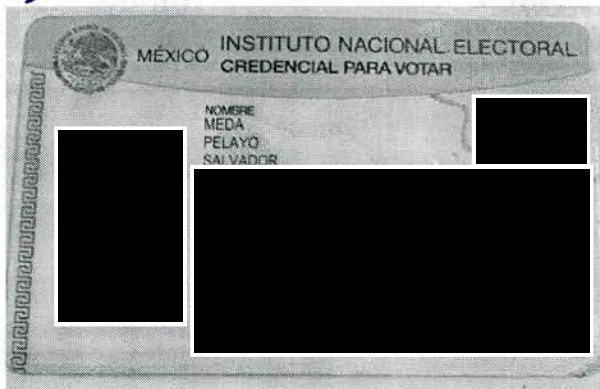 MÉXICO INSTITUTO NACIONAL ELECTORAL
CREDENCIAL PARA VOTAR
NOMBRE
MEDA
PELAYO
SALVADOR